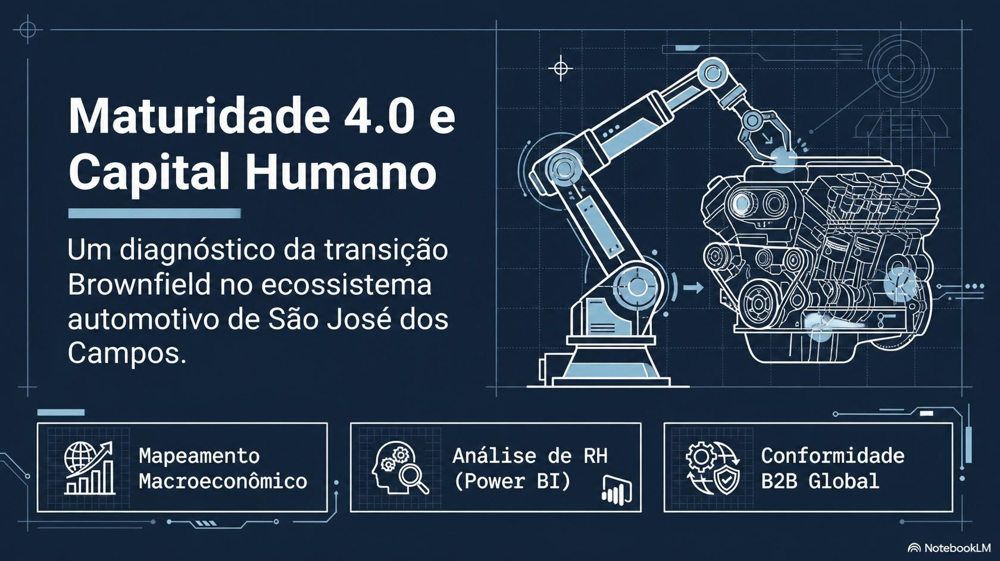 Maturidade 4.0 e
Capital Humano
Um diagnóstico da transição
Brownfield no ecossistema
automotivo de São José dos
Campos.
Mapeamento
Macroeconômico
Análise de RH
(Power BI)
Conformidade
B2B Global
NotebookLM